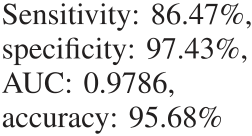 Sensitivity: 86.47%,
specificity: 97.43%,
AUC: 0.9786,
accuracy: 95.68%